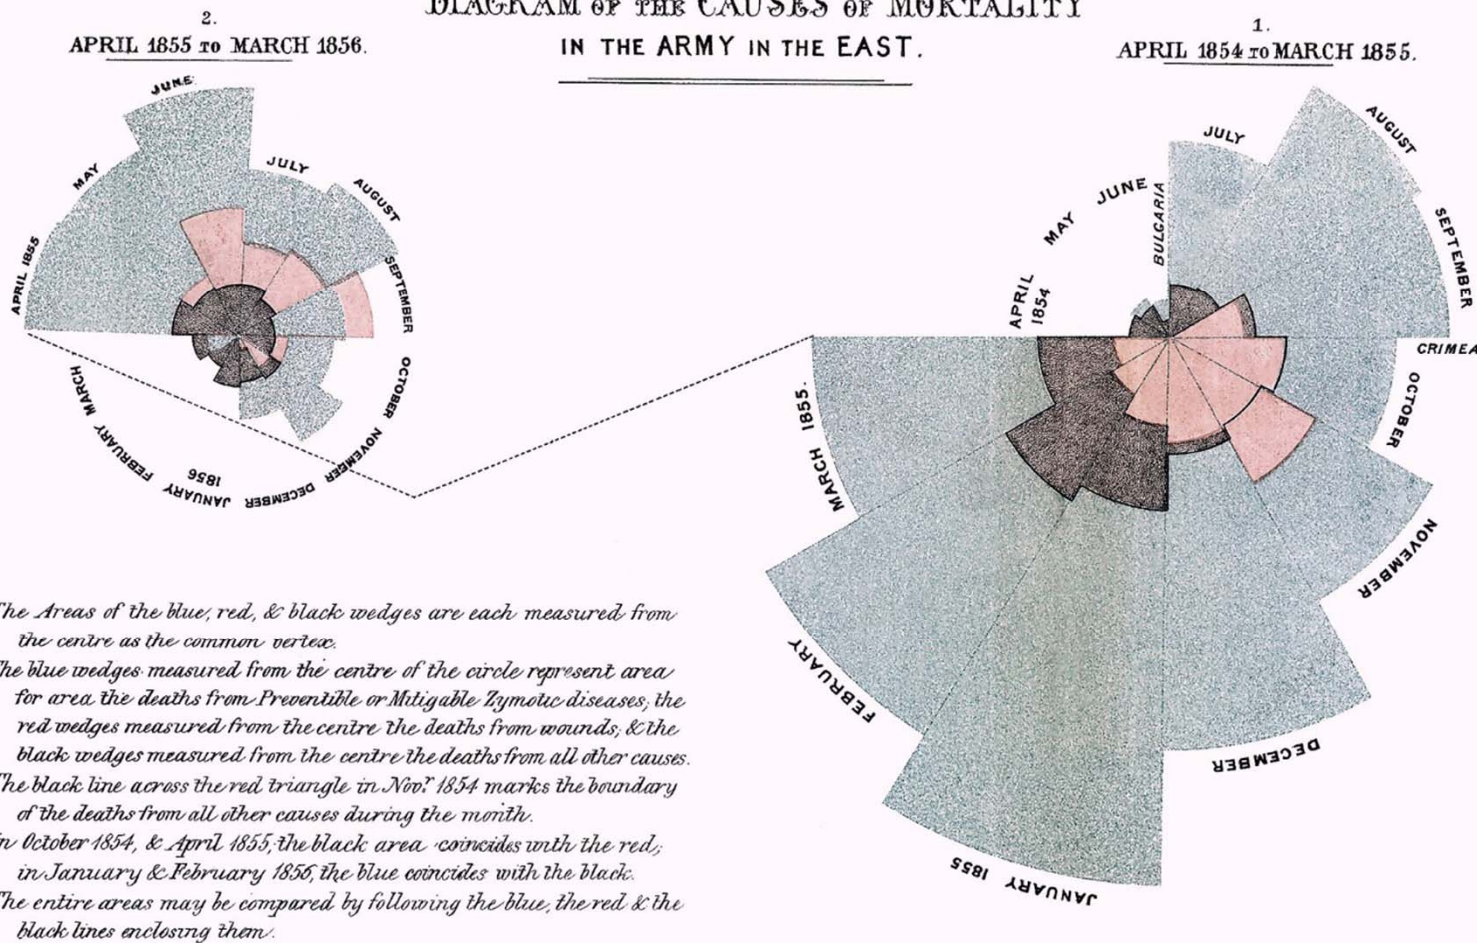 DIAGRAM OF THE CAUSES OF MORTALITY
IN THE ARMY IN THE EAST.
2.
APRIL 1855 TO MARCH 1856.
1.
APRIL 1854 TO MARCH 1855.
JUNE
MAY
APRIL 1855
JULY
AUGUST
SEPTEMBER
OCTOBER
NOVEMBER
DECEMBER
JANUARY
1856
FEBRUARY
MARCH
APRIL
1854
MAY
JUNE
BULGARIA
JULY
AUGUST
SEPTEMBER
CRIMEA
OCTOBER
NOVEMBER
DECEMBER
JANUARY 1855
FEBRUARY
MARCH 1855.
The Areas of the blue, red, & black wedges are each measured from
the centre as the common vertex.
The blue wedges measured from the centre of the circle represent area
for area the deaths from Preventible or Mitigable Zymotic diseases; the
red wedges measured from the centre the deaths from wounds; & the
black wedges measured from the centre the deaths from all other causes.
The black line across the red triangle in Novr. 1854 marks the boundary
of the deaths from all other causes during the month.
In October 1854, & April 1855, the black area coincides with the red;
in January & February 1856, the blue coincides with the black.
The entire areas may be compared by following the blue, the red & the
black lines enclosing them.